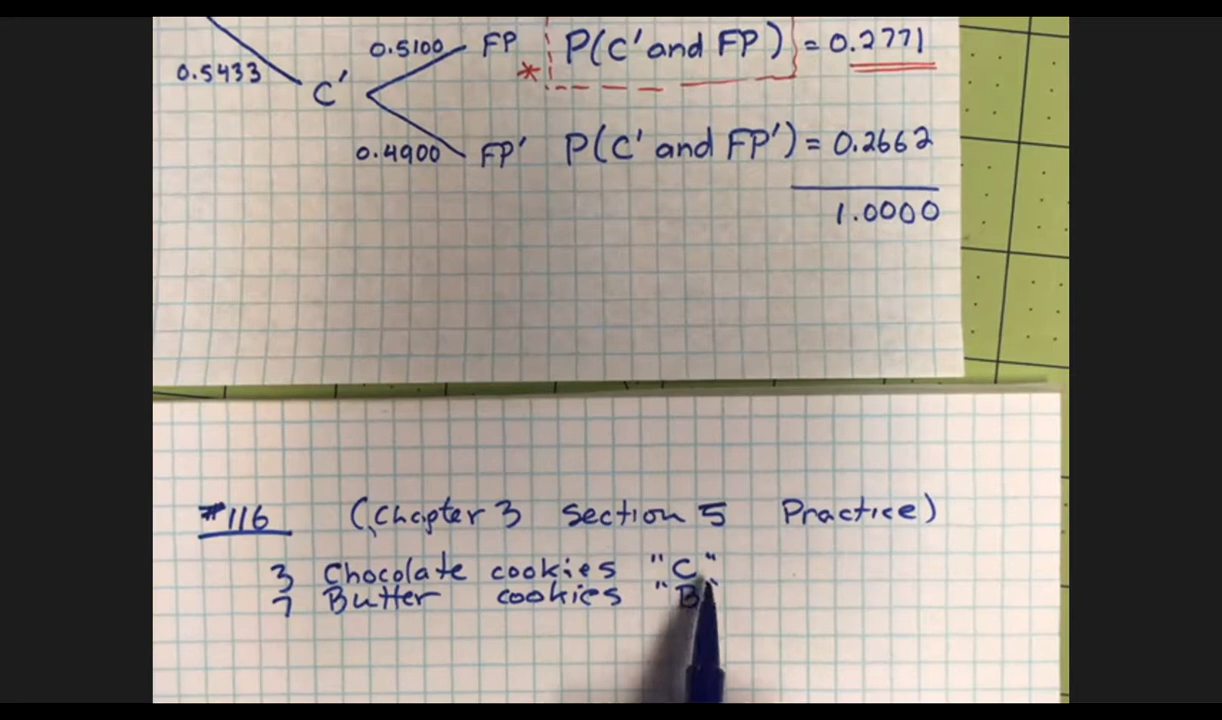 0.5100 FP P(C' and FP) = 0.2771
0.5433 C' *
0.4900 FP' P(C' and FP') = 0.2662
1.0000
#116 (Chapter 3 Section 5 Practice)
3 Chocolate cookies "C"
7 Butter cookies "B"